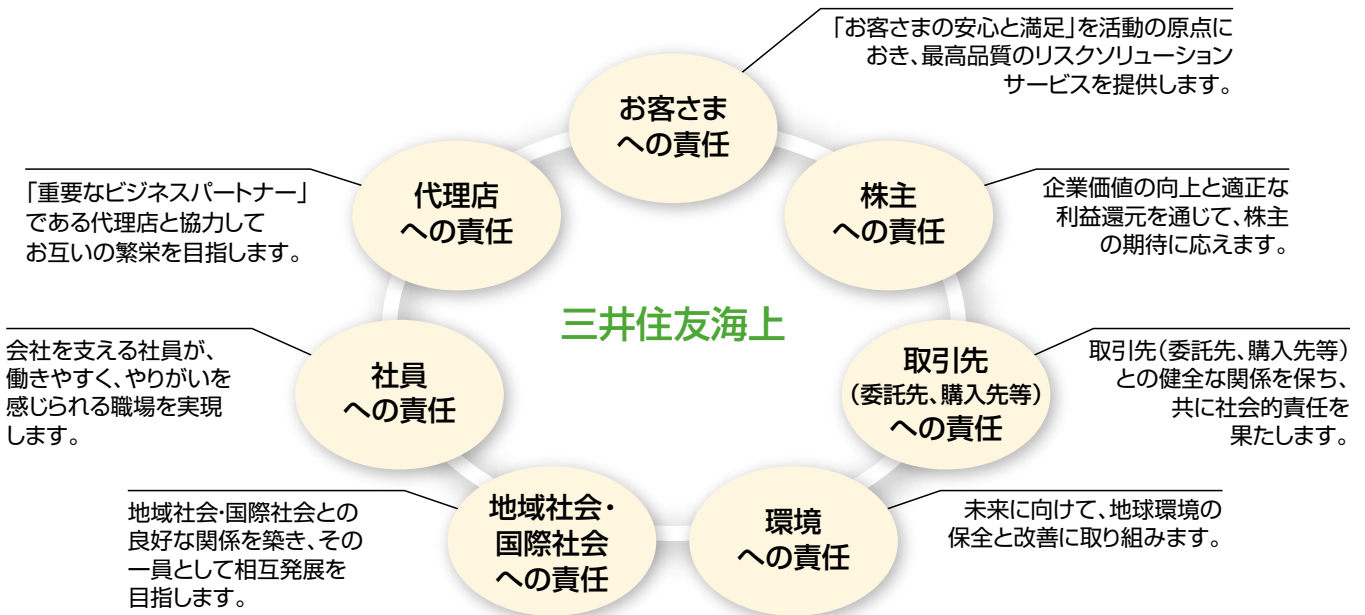 「お客さまの安心と満足」を活動の原点に
おき、最高品質のリスクソリューション
サービスを提供します。
お客さま
への責任
「重要なビジネスパートナー」
である代理店と協力して
お互いの繁栄を目指します。
代理店
への責任
株主
への責任
企業価値の向上と適正な
利益還元を通じて、株主
の期待に応えます。
三井住友海上
会社を支える社員が、
働きやすく、やりがいを
感じられる職場を実現
します。
社員
への責任
取引先
(委託先、購入先等)
への責任
取引先(委託先、購入先等)
との健全な関係を保ち、
共に社会的責任を
果たします。
地域社会・国際社会との
良好な関係を築き、その
一員として相互発展を
目指します。
地域社会・
国際社会
への責任
環境
への責任
未来に向けて、地球環境の
保全と改善に取り組みます。